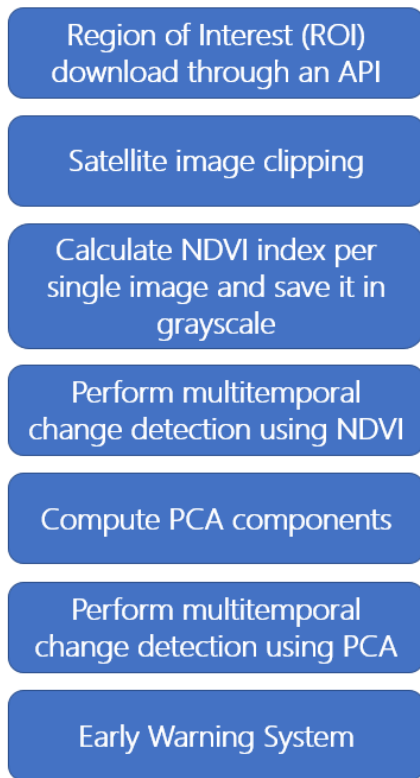 Region of Interest (ROI)
download through an API
Satellite image clipping
Calculate NDVI index per
single image and save it in
grayscale
Perform multitemporal
change detection using NDVI
Compute PCA components
Perform multitemporal
change detection using PCA
Early Warning System